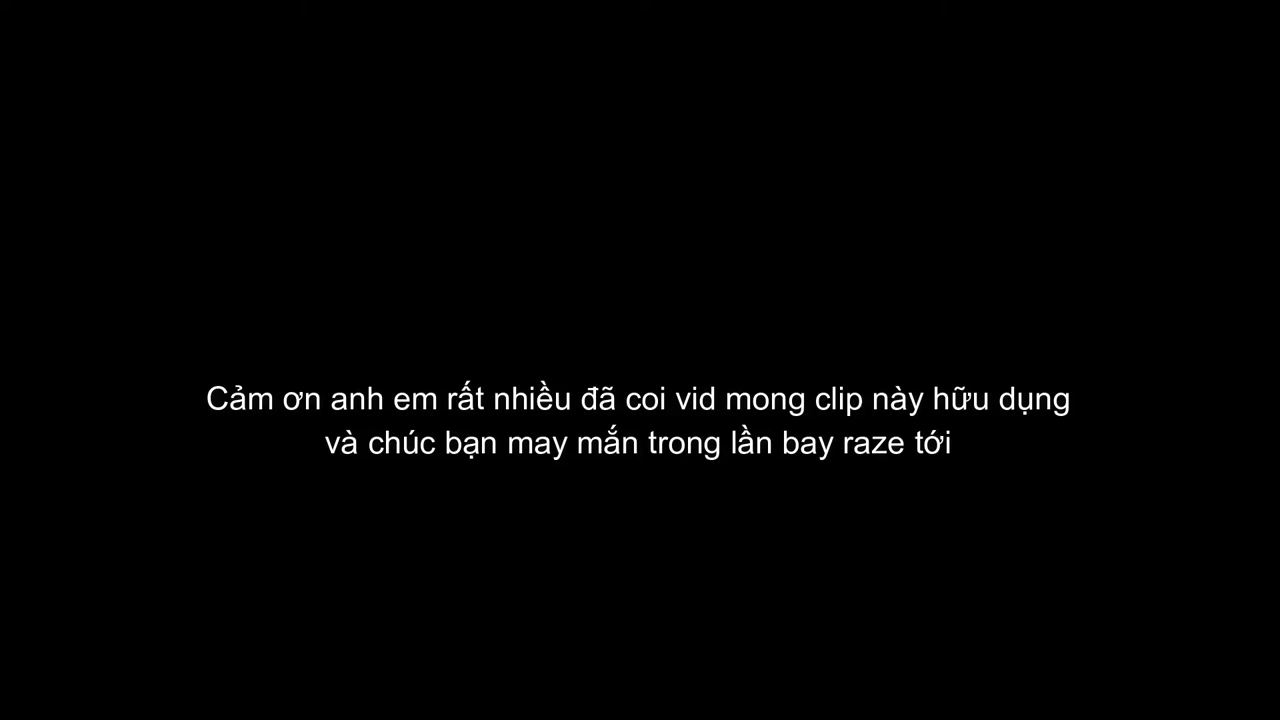 Cảm ơn anh em rất nhiều đã coi vid mong clip này hữu dụng
và chúc bạn may mắn trong lần bay raze tới